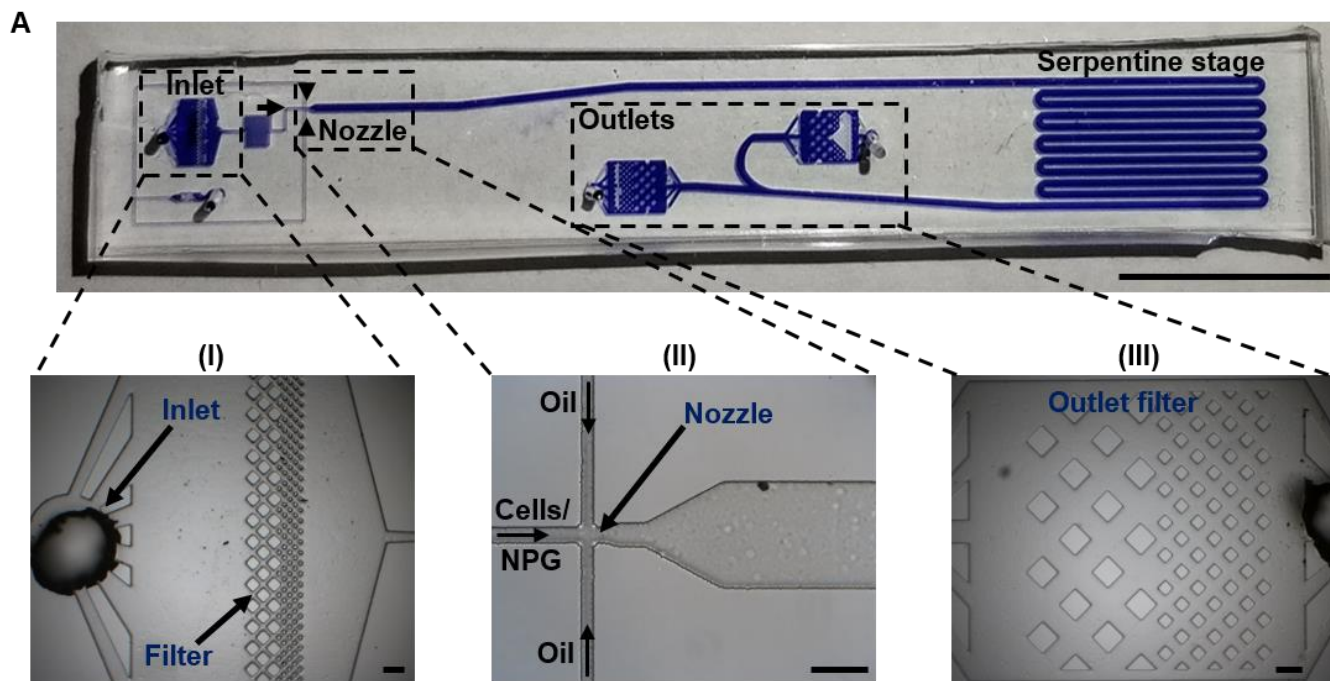 A
Inlet
Nozzle
Outlets
Serpentine stage
(I)
(II)
(III)
Inlet
Filter
Oil
Nozzle
Cells/
NPG
Oil
Outlet filter